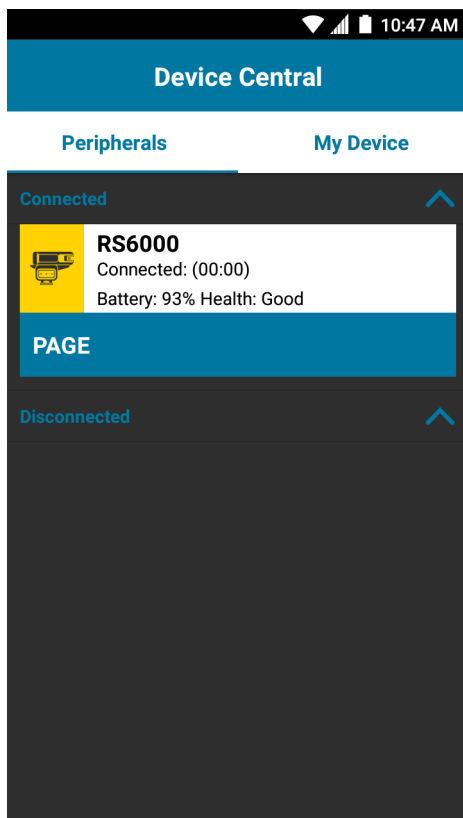 10:47 AM
Device Central
Peripherals My Device
Connected
RS6000
Connected: (00:00)
Battery: 93% Health: Good
PAGE
Disconnected